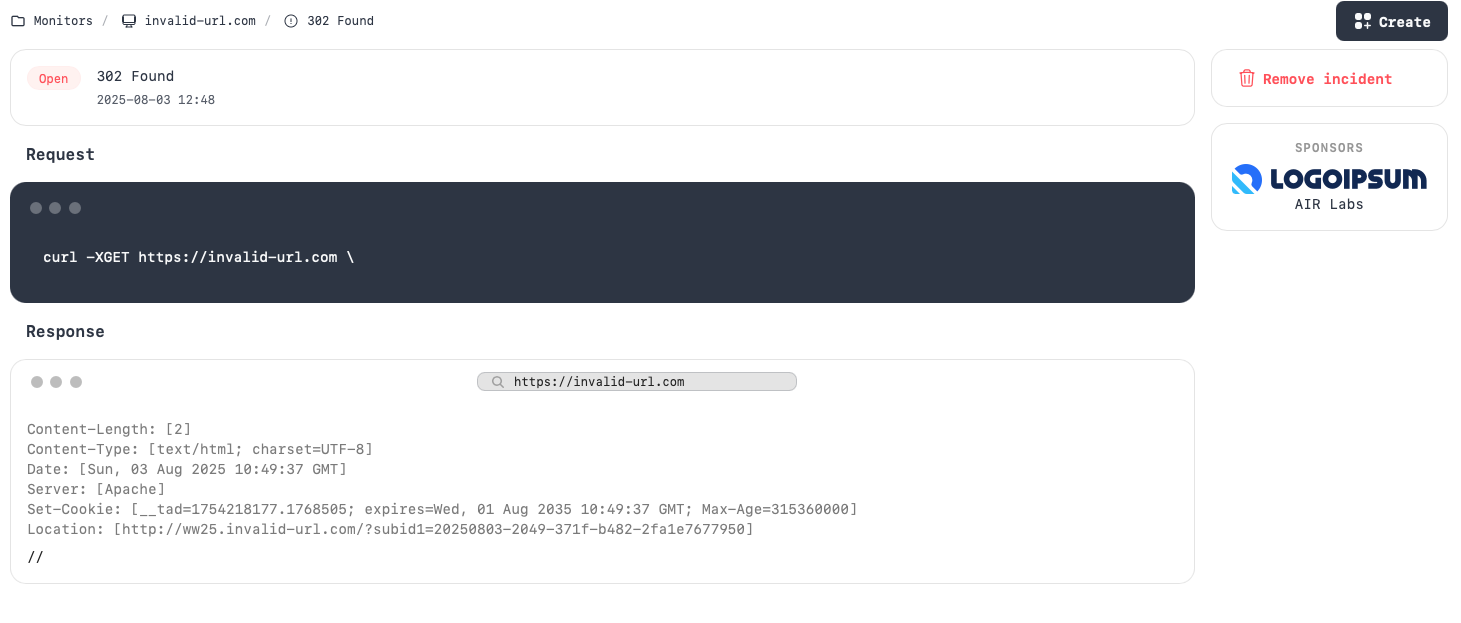 Monitors / invalid-url.com / 302 Found
Create
Open 302 Found
2025-08-03 12:48
Remove incident
SPONSORS
LOGOIPSUM
AIR Labs
Request
curl -XGET https://invalid-url.com \
Response
https://invalid-url.com
Content-Length: [2]
Content-Type: [text/html; charset=UTF-8]
Date: [Sun, 03 Aug 2025 10:49:37 GMT]
Server: [Apache]
Set-Cookie: [__tad=1754218177.1768505; expires=Wed, 01 Aug 2035 10:49:37 GMT; Max-Age=315360000]
Location: [http://ww25.invalid-url.com/?subid1=20250803-2049-371f-b482-2fa1e7677950]
//